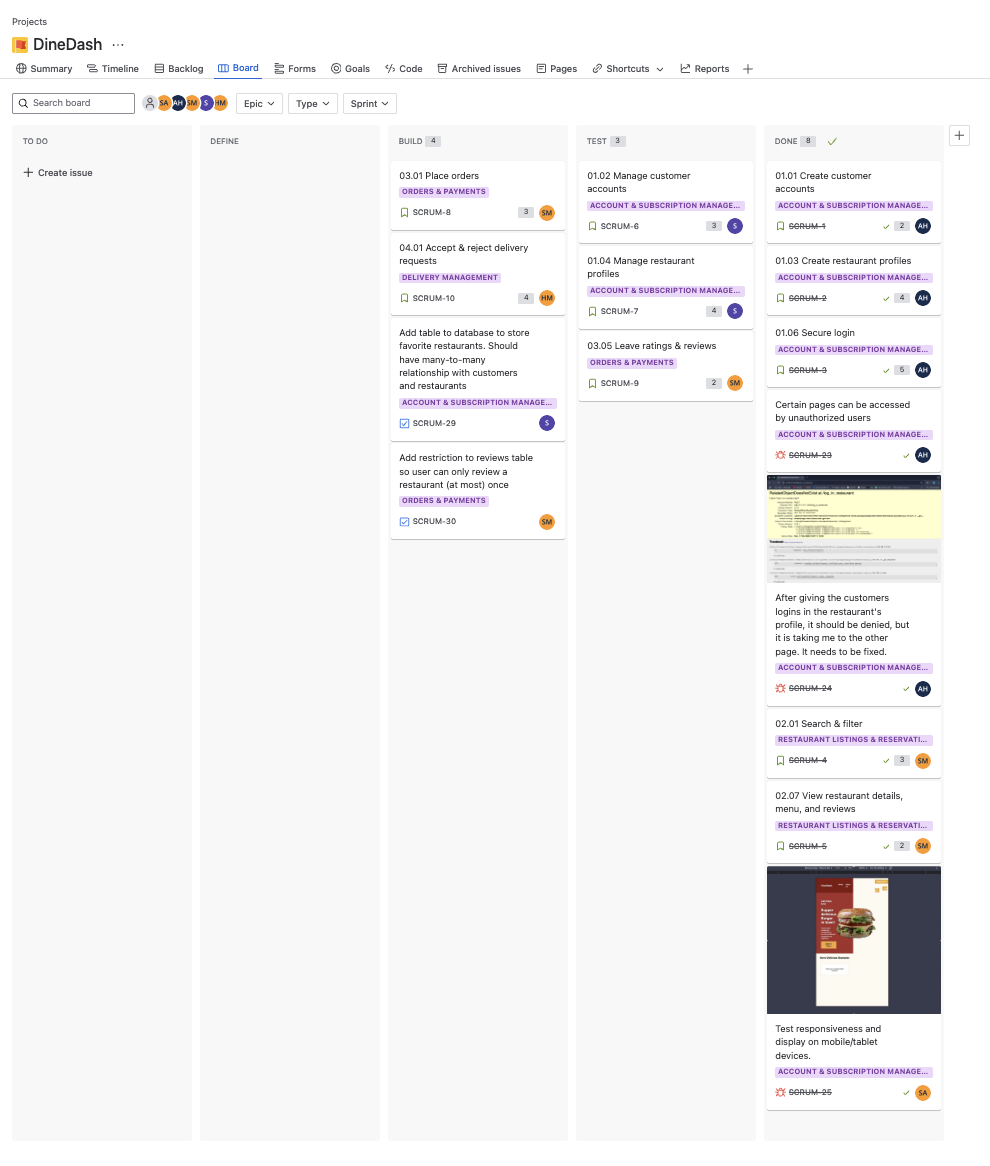 Projects
DineDash
Summary Timeline Backlog Board Forms Goals Code Archived issues Pages Shortcuts Reports
Search board SA AH SM S HM Epic Type Sprint
TO DO
Create issue
DEFINE
BUILD 4
03.01 Place orders
ORDERS & PAYMENTS
SCRUM-8 3 SM
04.01 Accept & reject delivery
requests
DELIVERY MANAGEMENT
SCRUM-10 4 HM
Add table to database to store
favorite restaurants. Should
have many-to-many
relationship with customers
and restaurants
ACCOUNT & SUBSCRIPTION MANAGE...
SCRUM-29 S
Add restriction to reviews table
so user can only review a
restaurant (at most) once
ORDERS & PAYMENTS
SCRUM-30 SM
TEST 3
01.02 Manage customer
accounts
ACCOUNT & SUBSCRIPTION MANAGE...
SCRUM-6 3 S
01.04 Manage restaurant
profiles
ACCOUNT & SUBSCRIPTION MANAGE...
SCRUM-7 4 S
03.05 Leave ratings & reviews
ORDERS & PAYMENTS
SCRUM-9 2 SM
DONE 8
01.01 Create customer
accounts
ACCOUNT & SUBSCRIPTION MANAGE...
SCRUM-1 2 AH
01.03 Create restaurant profiles
ACCOUNT & SUBSCRIPTION MANAGE...
SCRUM-2 4 AH
01.06 Secure login
ACCOUNT & SUBSCRIPTION MANAGE...
SCRUM-3 5 AH
Certain pages can be accessed
by unauthorized users
ACCOUNT & SUBSCRIPTION MANAGE...
SCRUM-23 AH
After giving the customers
logins in the restaurant's
profile, it should be denied, but
it is taking me to the other
page. It needs to be fixed.
ACCOUNT & SUBSCRIPTION MANAGE...
SCRUM-24 AH
02.01 Search & filter
RESTAURANT LISTINGS & RESERVATI...
SCRUM-4 3 SM
02.07 View restaurant details,
menu, and reviews
RESTAURANT LISTINGS & RESERVATI...
SCRUM-5 2 SM
Test responsiveness and
display on mobile/tablet
devices.
ACCOUNT & SUBSCRIPTION MANAGE...
SCRUM-25 SA